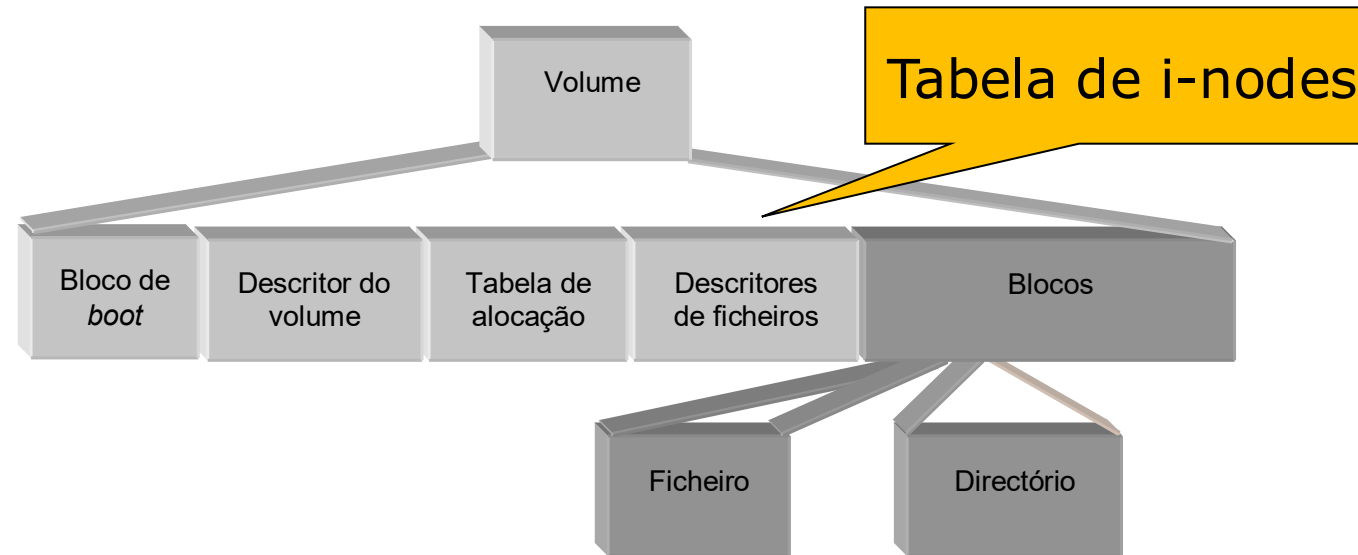 Volume
Tabela de i-nodes
Bloco de
boot
Descritor do
volume
Tabela de
alocação
Descritores
de ficheiros
Blocos
Ficheiro
Directório